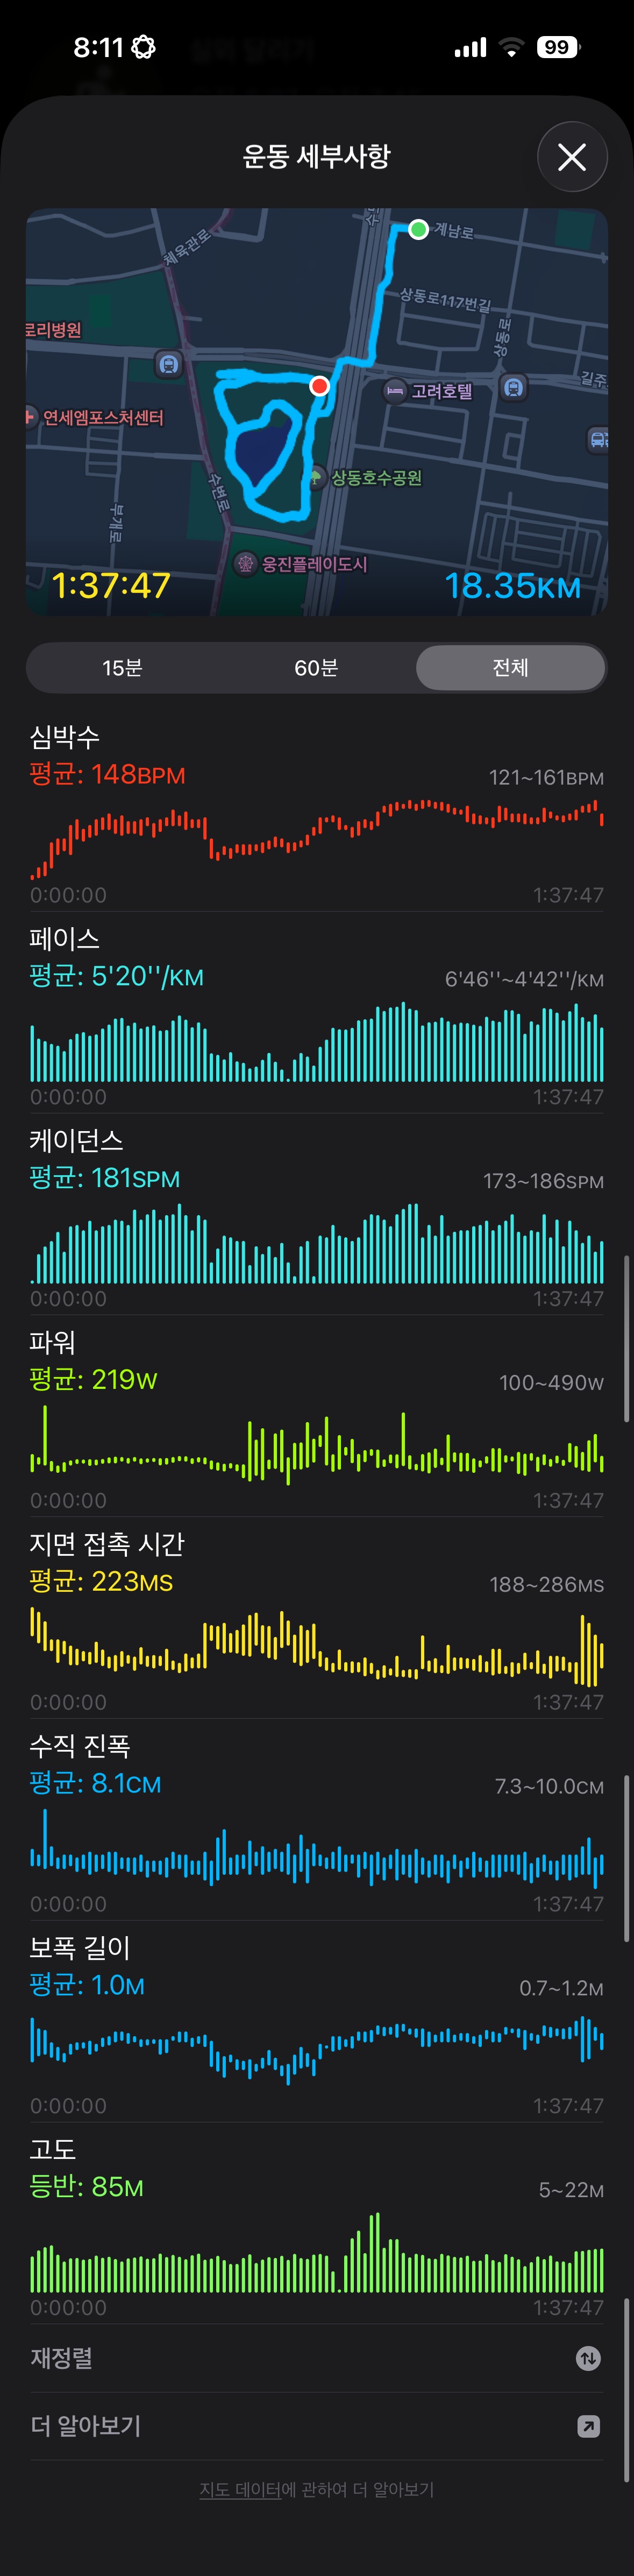 8:11
99
운동 세부사항
계남로
체육관로
상동로117번길
상동로
로리병원
고려호텔
길주
연세엠포스처센터
상동호수공원
수변로
부개로
웅진플레이도시
1:37:47 18.35KM
15분 60분 전체
심박수
평균: 148BPM 121~161BPM
0:00:00 1:37:47
페이스
평균: 5'20''/KM 6'46''~4'42''/KM
0:00:00 1:37:47
케이던스
평균: 181SPM 173~186SPM
0:00:00 1:37:47
파워
평균: 219W 100~490W
0:00:00 1:37:47
지면 접촉 시간
평균: 223MS 188~286MS
0:00:00 1:37:47
수직 진폭
평균: 8.1CM 7.3~10.0CM
0:00:00 1:37:47
보폭 길이
평균: 1.0M 0.7~1.2M
0:00:00 1:37:47
고도
등반: 85M 5~22M
0:00:00 1:37:47
재정렬
더 알아보기
지도 데이터에 관하여 더 알아보기